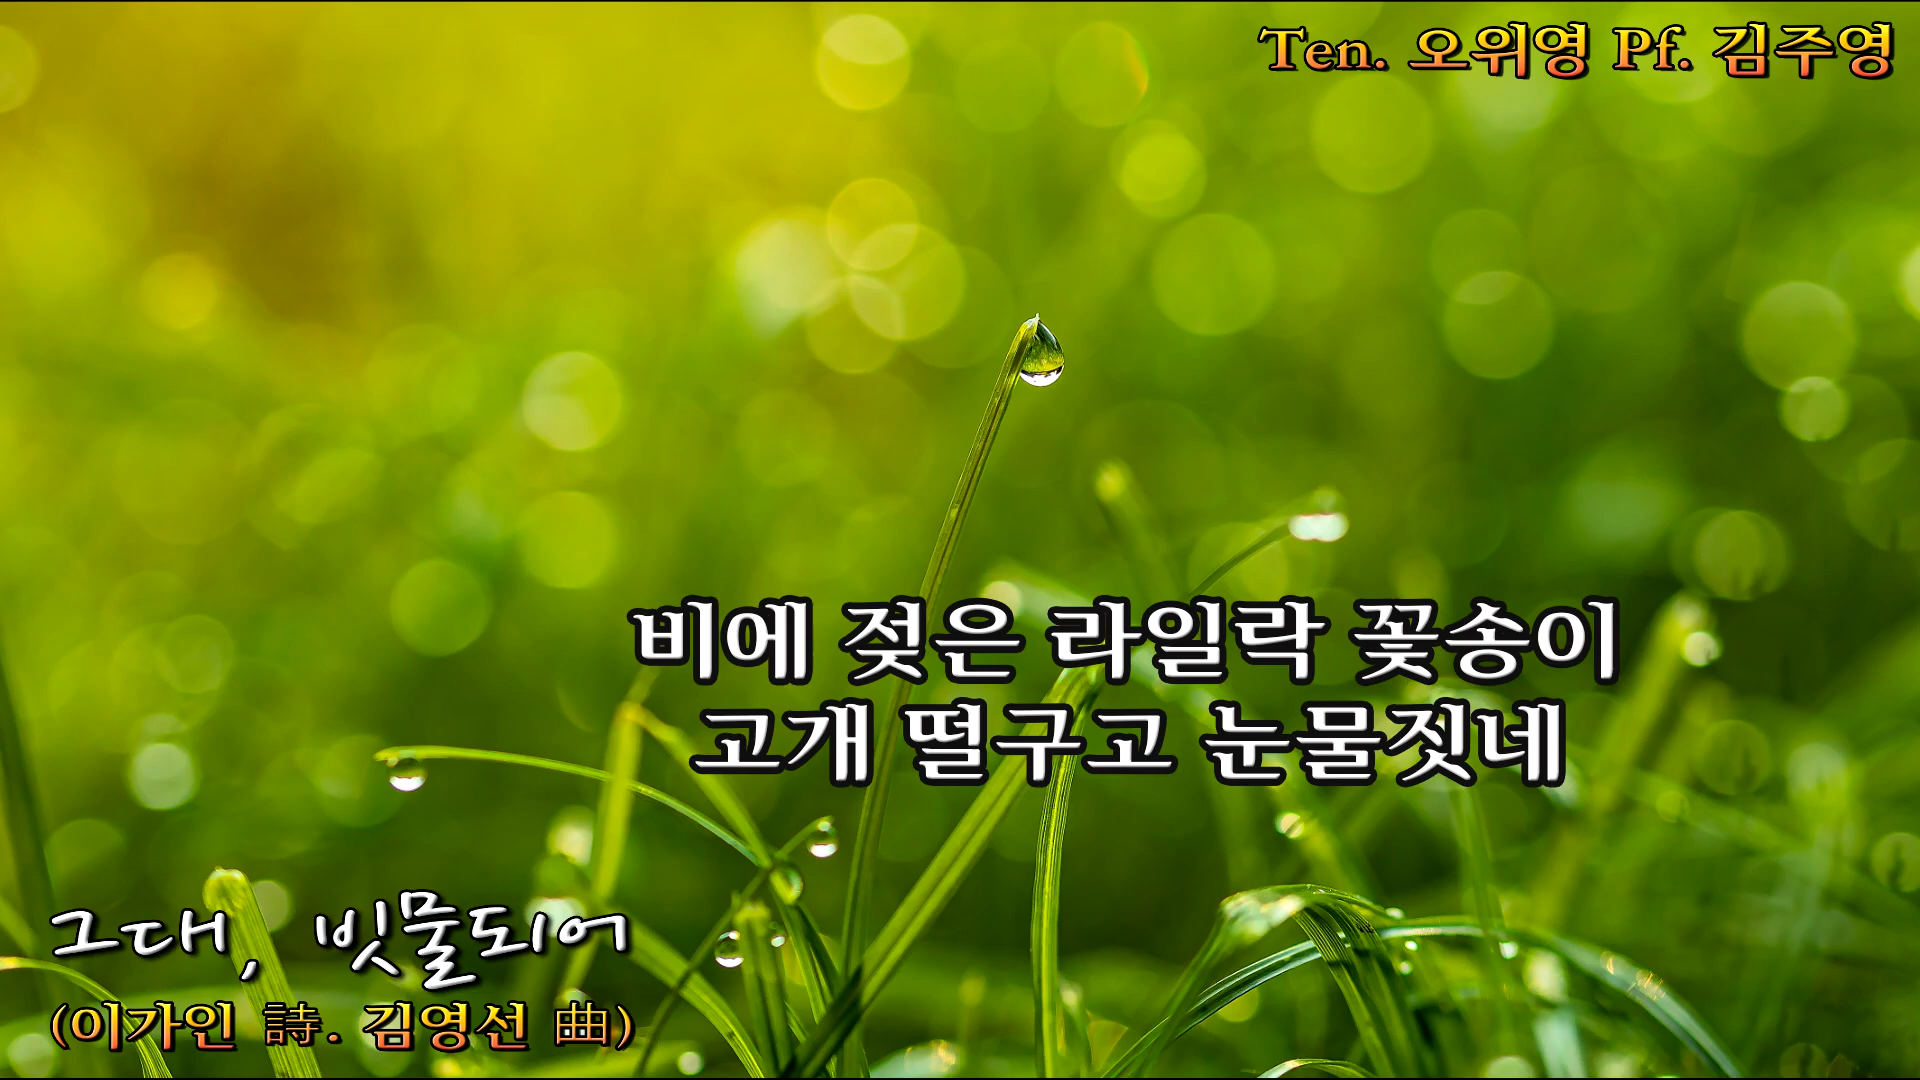 Ten. 오위영 Pf. 김주영
비에 젖은 라일락 꽃송이
고개 떨구고 눈물짓네
그대, 빗물되어
(이가인 詩. 김영선 曲)